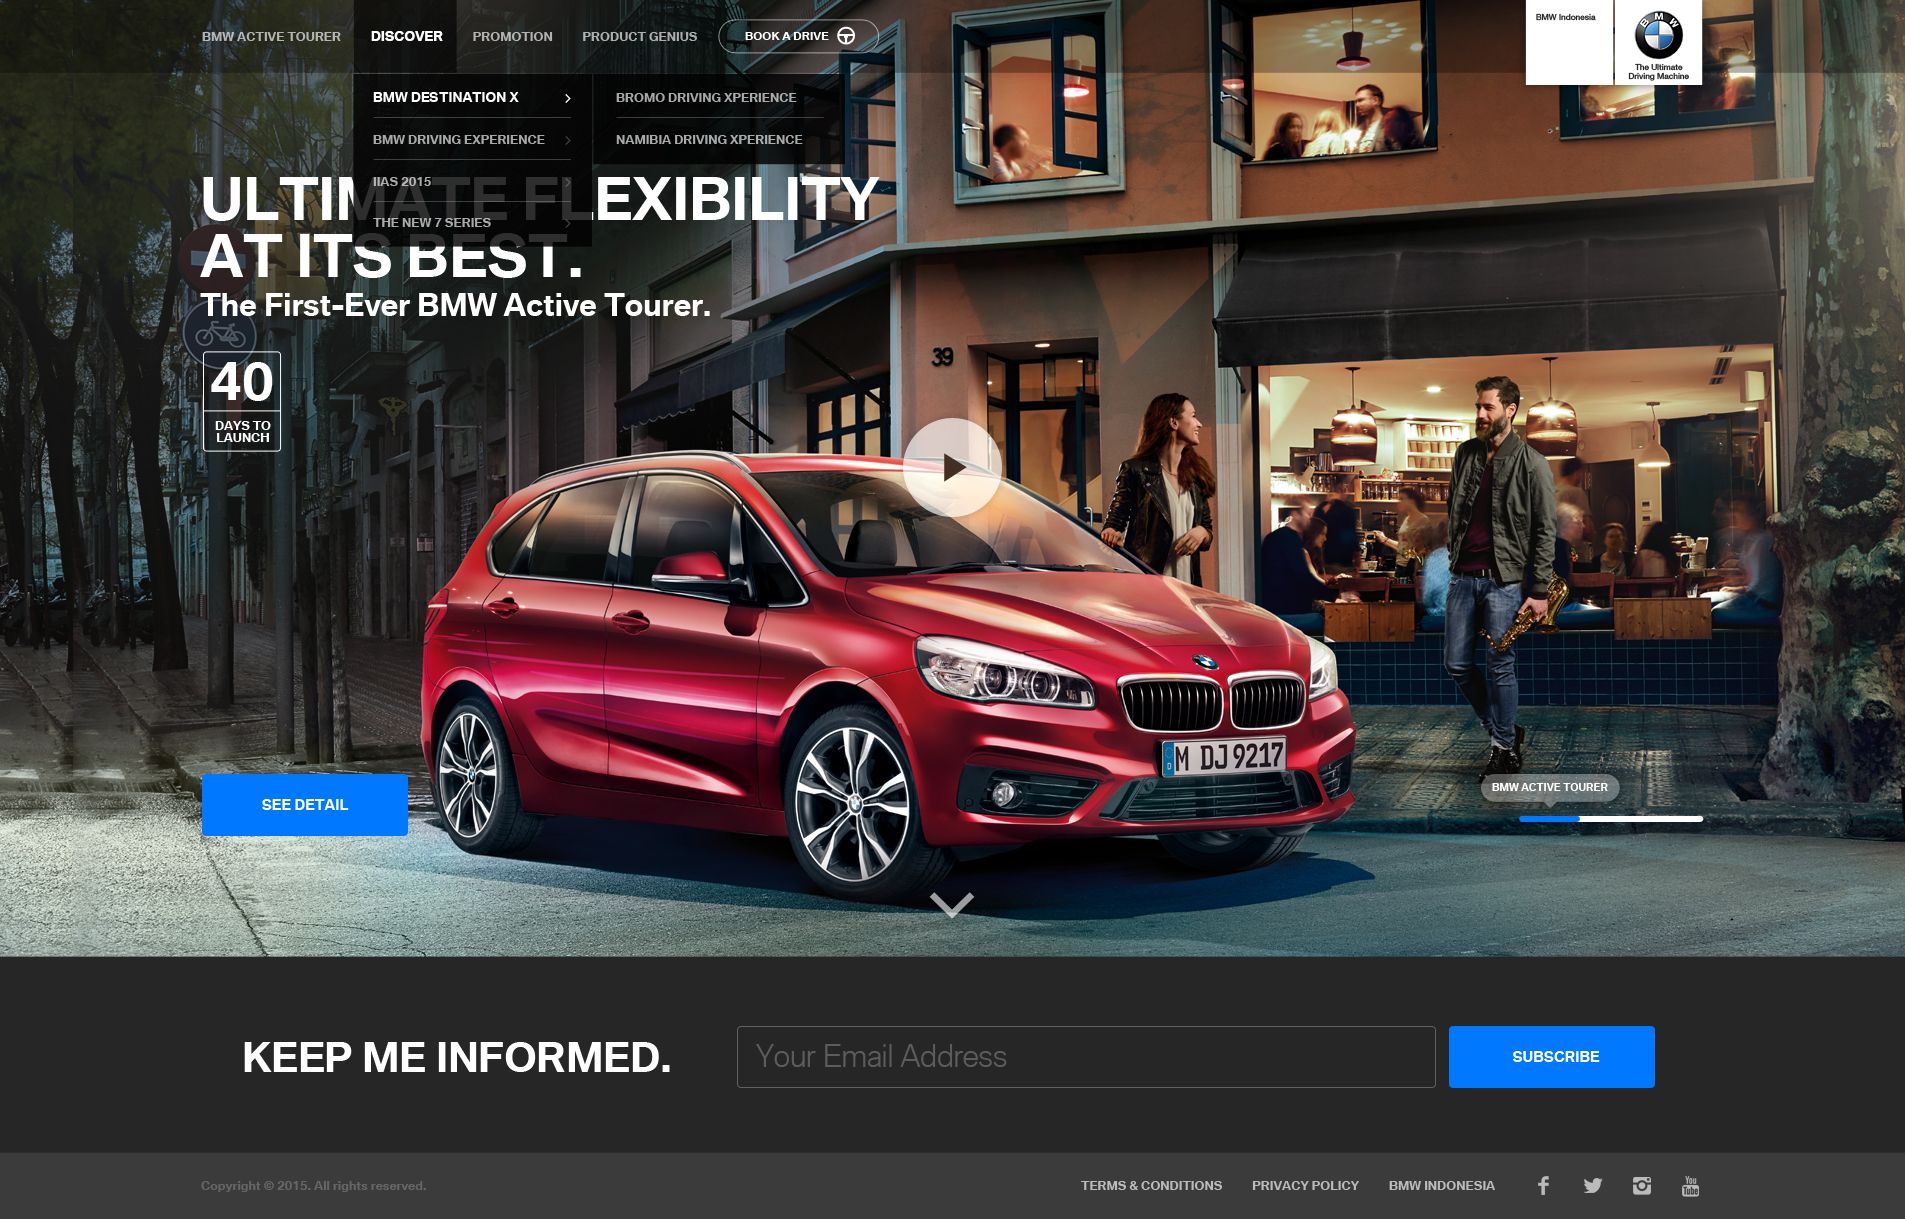 BMW ACTIVE TOURER
DISCOVER
PROMOTION
PRODUCT GENIUS
BOOK A DRIVE
BMW Indonesia
BMW
The Ultimate
Driving Machine
BMW DESTINATION X
BMW DRIVING EXPERIENCE
IIAS 2015
THE NEW 7 SERIES
BROMO DRIVING XPERIENCE
NAMIBIA DRIVING XPERIENCE
ULTIMATE FLEXIBILITY
AT ITS BEST.
The First-Ever BMW Active Tourer.
40
DAYS TO
LAUNCH
39
M DJ 9217
D
SEE DETAIL
BMW ACTIVE TOURER
KEEP ME INFORMED.
Your Email Address
SUBSCRIBE
Copyright © 2015. All rights reserved.
TERMS & CONDITIONS
PRIVACY POLICY
BMW INDONESIA
You
Tube